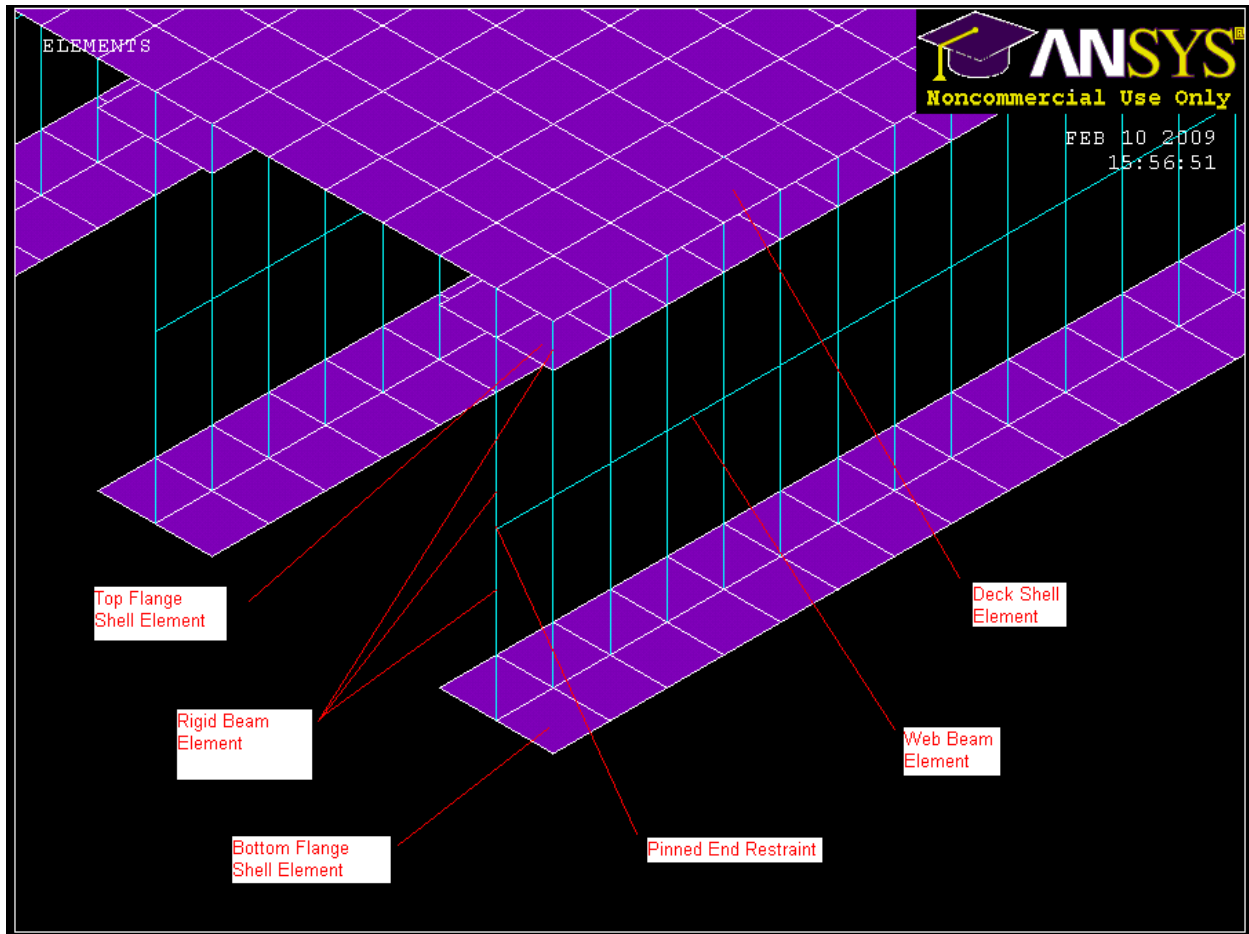 ELEMENTS
ANSYS®
Noncommercial Use Only
FEB 10 2009
15:56:51
Top Flange
Shell Element
Deck Shell
Element
Rigid Beam
Element
Web Beam
Element
Bottom Flange
Shell Element
Pinned End Restraint